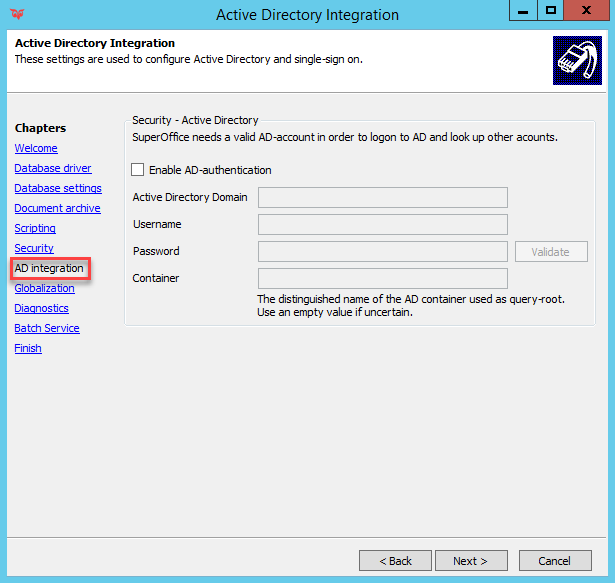 Active Directory Integration
Active Directory Integration
These settings are used to configure Active Directory and single-sign on.
Chapters
Welcome
Database driver
Database settings
Document archive
Scripting
Security
AD integration
Globalization
Diagnostics
Batch Service
Finish
Security - Active Directory
SuperOffice needs a valid AD-account in order to logon to AD and look up other acounts.
Enable AD-authentication
Active Directory Domain
Username
Password
Validate
Container
The distinguished name of the AD container used as query-root.
Use an empty value if uncertain.
< Back
Next >
Cancel